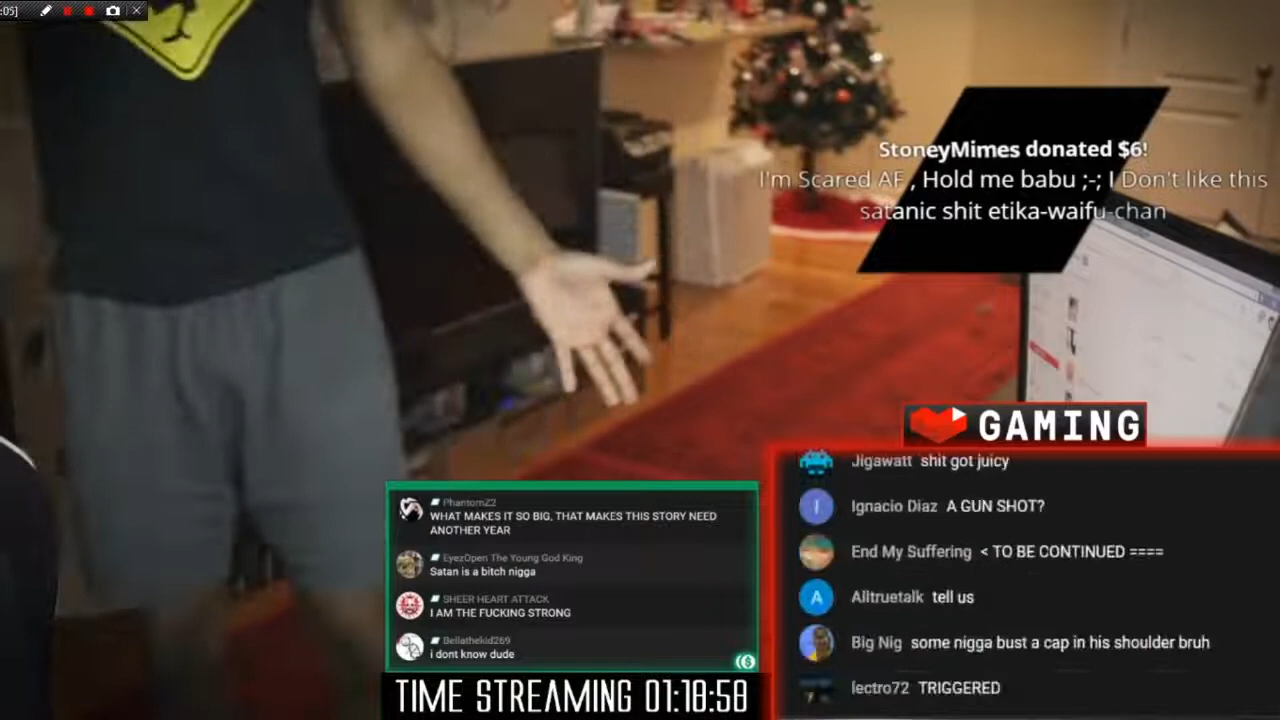 :05]
StoneyMimes donated $6!
I'm Scared AF , Hold me babu ;-; I Don't like this
satanic shit etika-waifu-chan
GAMING
Jigawatt shit got juicy
Ignacio Diaz A GUN SHOT?
End My Suffering < TO BE CONTINUED ====
Alltruetalk tell us
Big Nig some nigga bust a cap in his shoulder bruh
lectro72 TRIGGERED
PhantomZ2
WHAT MAKES IT SO BIG, THAT MAKES THIS STORY NEED
ANOTHER YEAR
EyezOpen The Young God King
Satan is a bitch nigga
SHEER HEART ATTACK
I AM THE FUCKING STRONG
Bellathekid269
i dont know dude
TIME STREAMING 01:18:58